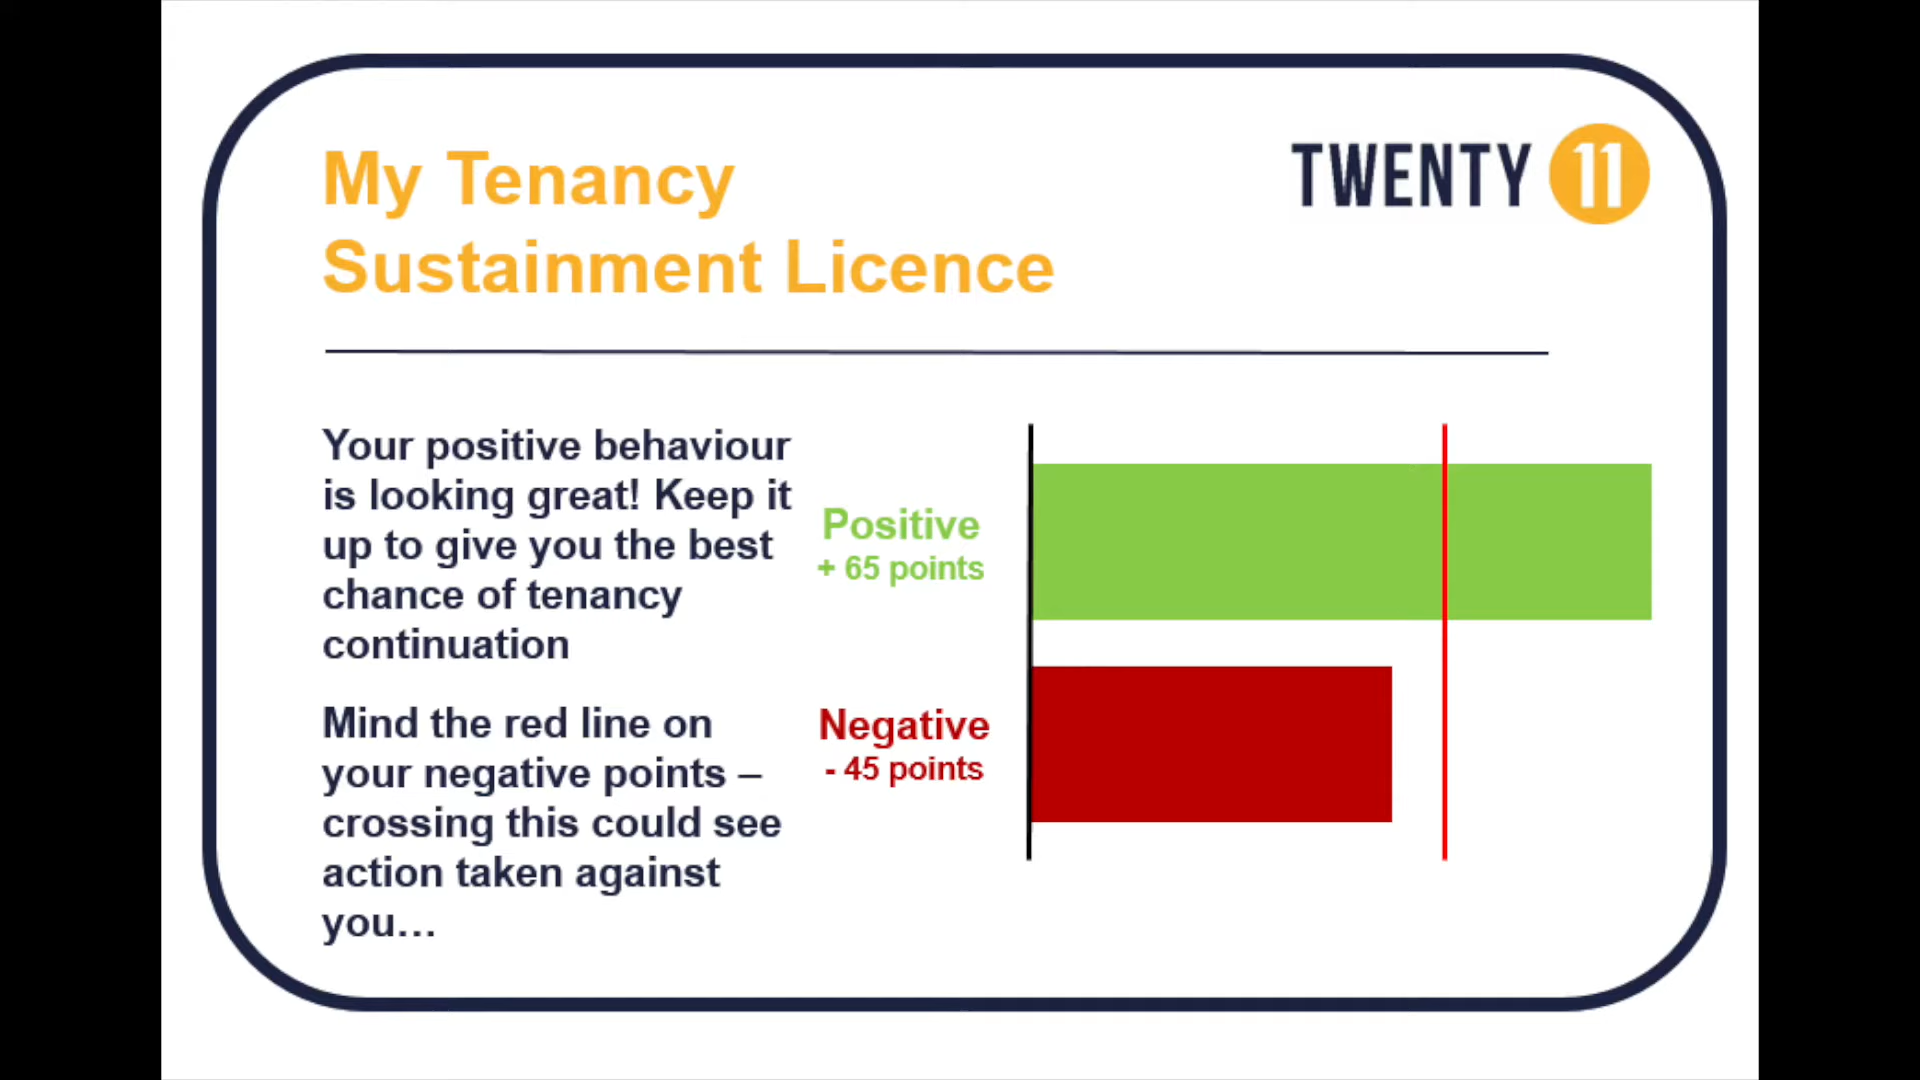 My Tenancy
Sustainment Licence
TWENTY 11
Your positive behaviour
is looking great! Keep it
up to give you the best
chance of tenancy
continuation
Mind the red line on
your negative points –
crossing this could see
action taken against
you…
Positive
+ 65 points
Negative
- 45 points